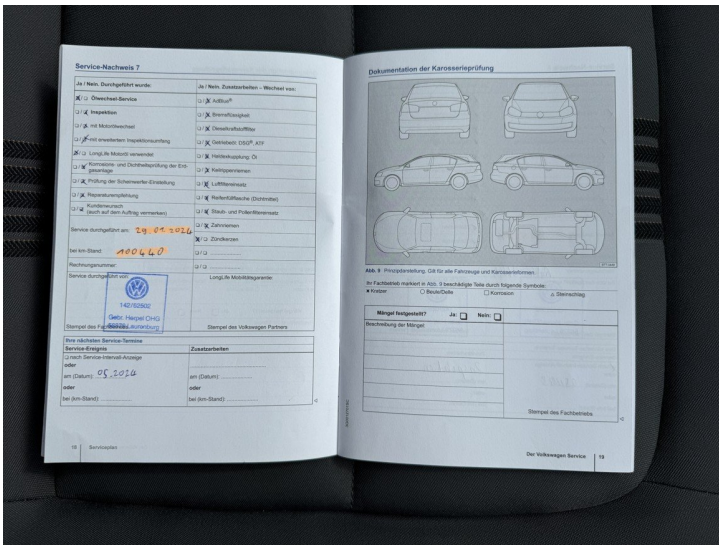 Service-Nachweis 7
Ja / Nein. Durchgeführt wurde:
Ölwechsel-Service
Inspektion
mit Motorölwechsel
mit erweitertem Inspektionsumfang
LongLife Motoröl verwendet
Korrosions- und Dichtheitsprüfung der Erd-
gasanlage
Prüfung der Scheinwerfer-Einstellung
Reparaturempfehlung
Kundenwunsch
(auch auf dem Auftrag vermerken)
Service durchgeführt am: 29.01.2024
bei km-Stand: 100440
Rechnungsnummer:
Service durchgeführt von:
142/92502
Gebr. Herpel OHG
Laurenburg
Stempel des Fachbetriebs
Ja / Nein. Zusatzarbeiten – Wechsel von:
AdBlue®
Bremsflüssigkeit
Dieselkraftstofffilter
Getriebeöl: DSG®, ATF
Haldexkupplung: Öl
Keilrippenriemen
Luftfiltereinsatz
Reifenfüllflasche (Dichtmittel)
Staub- und Pollenfiltereinsatz
Zahnriemen
Zündkerzen
LongLife Mobilitätsgarantie:
Stempel des Volkswagen Partners
Ihre nächsten Service-Termine
Service-Ereignis
nach Service-Intervall-Anzeige
oder
am (Datum): 05.2024
oder
bei (km-Stand):
Zusatzarbeiten
am (Datum):
oder
bei (km-Stand):
18 Serviceplan
Dokumentation der Karosserieprüfung
Abb. 9 Prinzipdarstellung. Gilt für alle Fahrzeuge und Karosserieformen.
Ihr Fachbetrieb markiert in Abb. 9 beschädigte Teile durch folgende Symbole:
Kratzer Beule/Delle Korrosion Steinschlag
Mängel festgestellt? Ja: Nein:
Beschreibung der Mängel:
Stempel des Fachbetriebs
Der Volkswagen Service 19